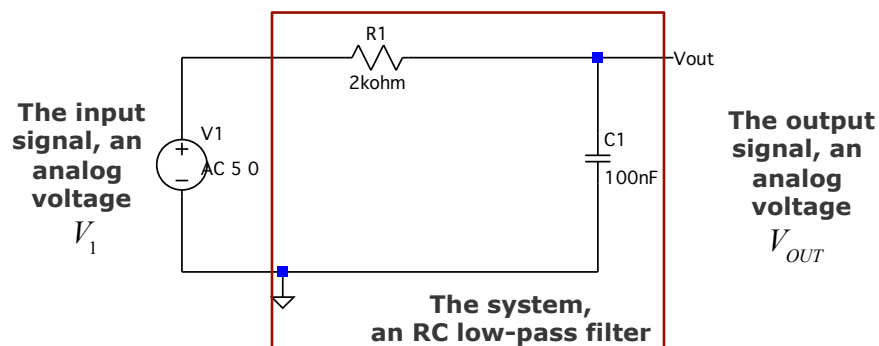 R1
2kohm
Vout
The input
signal, an
analog
voltage
V1
V1
+
AC 5 0
−
C1
100nF
The output
signal, an
analog
voltage
VOUT
The system,
an RC low-pass filter